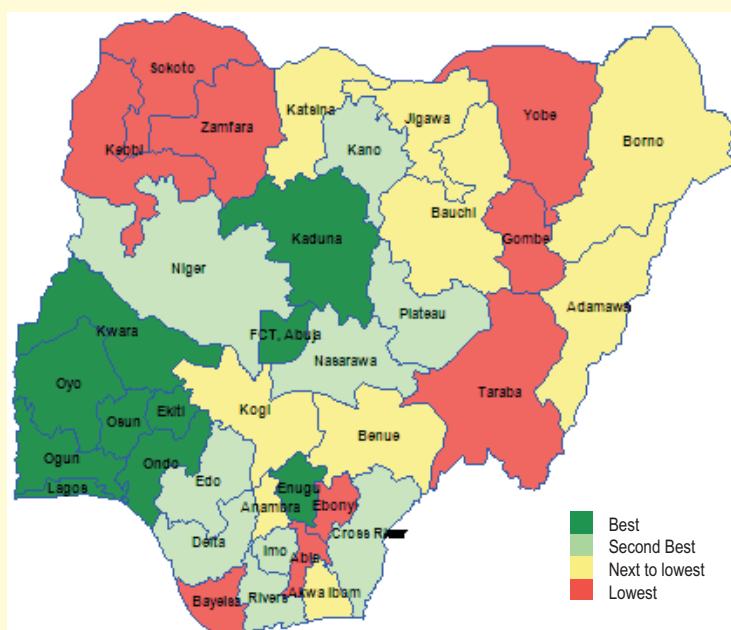 Sokoto
Katsina
Zamfara
Jigawa
Yobe
Kebbi
Kano
Borno
Bauchi
Kaduna
Gombe
Niger
Plateau
Adamawa
Kwara
FCT, Abuja
Nasarawa
Oyo
Taraba
Ekiti
Kogi
Osun
Benue
Ogun
Ondo
Edo
Lagos
Enugu
Ebonyi
Anambra
Cross River
Delta
Imo
Abie
Bayelsa
Rivers
Akwa Ibom
Best
Second Best
Next to lowest
Lowest